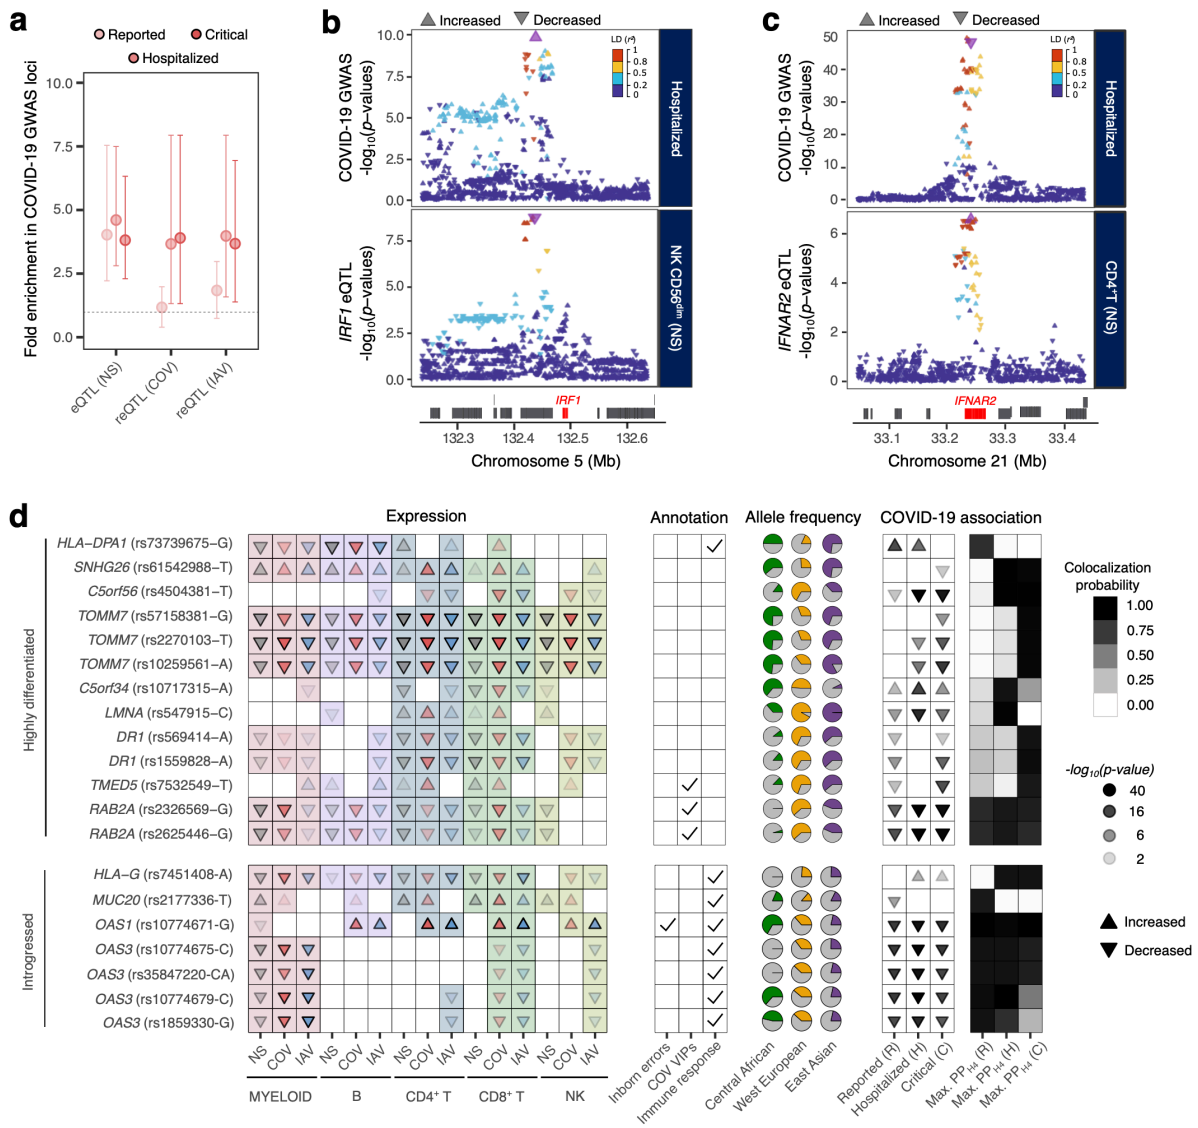 a
Reported
Critical
Hospitalized
Fold enrichment in COVID-19 GWAS loci
10.0
7.5
5.0
2.5
0.0
eQTL (NS)
reQTL (COV)
reQTL (IAV)
b
Increased
Decreased
COVID-19 GWAS
-log10(p-values)
10.0
7.5
5.0
2.5
0.0
LD (r²)
1
0.8
0.5
0.2
0
Hospitalized
IRF1 eQTL
-log10(p-values)
7.5
5.0
2.5
0.0
NK CD56dim (NS)
IRF1
132.3
132.4
132.5
132.6
Chromosome 5 (Mb)
c
Increased
Decreased
COVID-19 GWAS
-log10(p-values)
50
40
30
20
10
0
LD (r²)
1
0.8
0.5
0.2
0
Hospitalized
IFNAR2 eQTL
-log10(p-values)
6
4
2
0
CD4+T (NS)
IFNAR2
33.1
33.2
33.3
33.4
Chromosome 21 (Mb)
d
Expression
Annotation
Allele frequency
COVID-19 association
Highly differentiated
HLA−DPA1 (rs73739675−G)
SNHG26 (rs61542988−T)
C5orf56 (rs4504381−T)
TOMM7 (rs57158381−G)
TOMM7 (rs2270103−T)
TOMM7 (rs10259561−A)
C5orf34 (rs10717315−A)
LMNA (rs547915−C)
DR1 (rs569414−A)
DR1 (rs1559828−A)
TMED5 (rs7532549−T)
RAB2A (rs2326569−G)
RAB2A (rs2625446−G)
Introgressed
HLA−G (rs7451408−A)
MUC20 (rs2177336−T)
OAS1 (rs10774671−G)
OAS3 (rs10774675−C)
OAS3 (rs35847220−CA)
OAS3 (rs10774679−C)
OAS3 (rs1859330−G)
NS
COV
IAV
NS
COV
IAV
NS
COV
IAV
NS
COV
IAV
NS
COV
IAV
MYELOID
B
CD4+ T
CD8+ T
NK
Inborn errors
COV VIPs
Immune response
Central African
West European
East Asian
Reported (R)
Hospitalized (H)
Critical (C)
Max. PPH4 (R)
Max. PPH4 (H)
Max. PPH4 (C)
Colocalization
probability
1.00
0.75
0.50
0.25
0.00
-log10(p-value)
40
16
6
2
Increased
Decreased